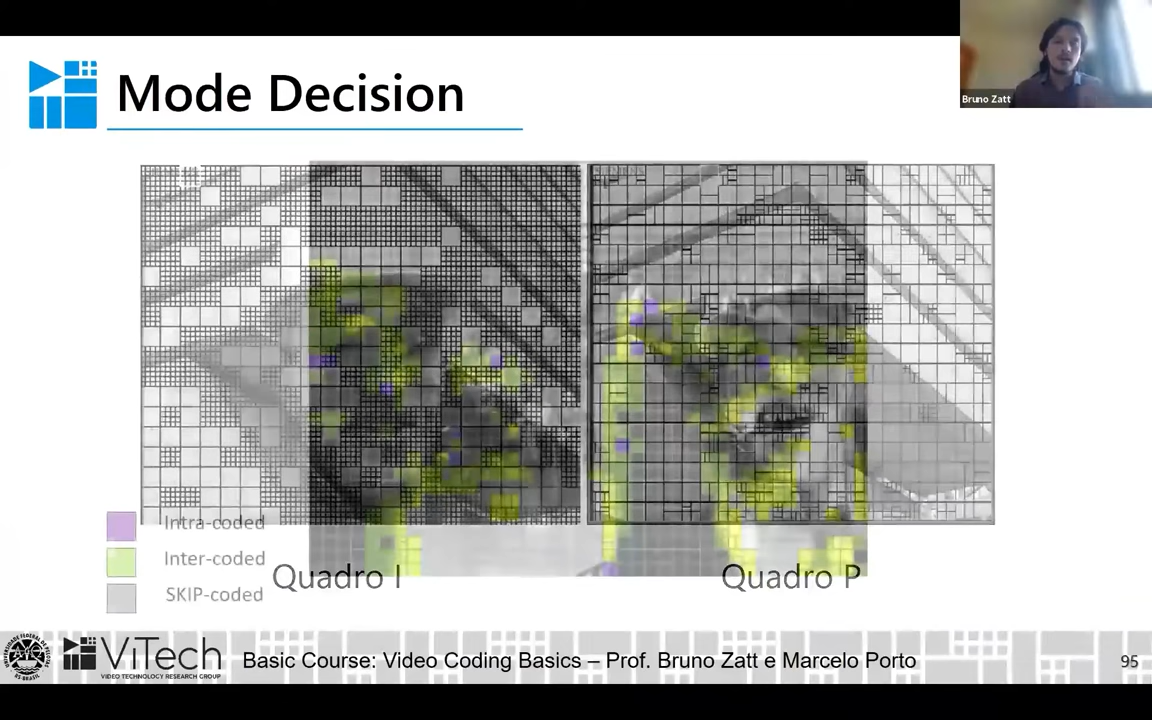 Bruno Zatt
Mode Decision
Intra-coded
Inter-coded
SKIP-coded
Quadro I
Quadro P
ViTech
VIDEO TECHNOLOGY RESEARCH GROUP
Basic Course: Video Coding Basics – Prof. Bruno Zatt e Marcelo Porto
95